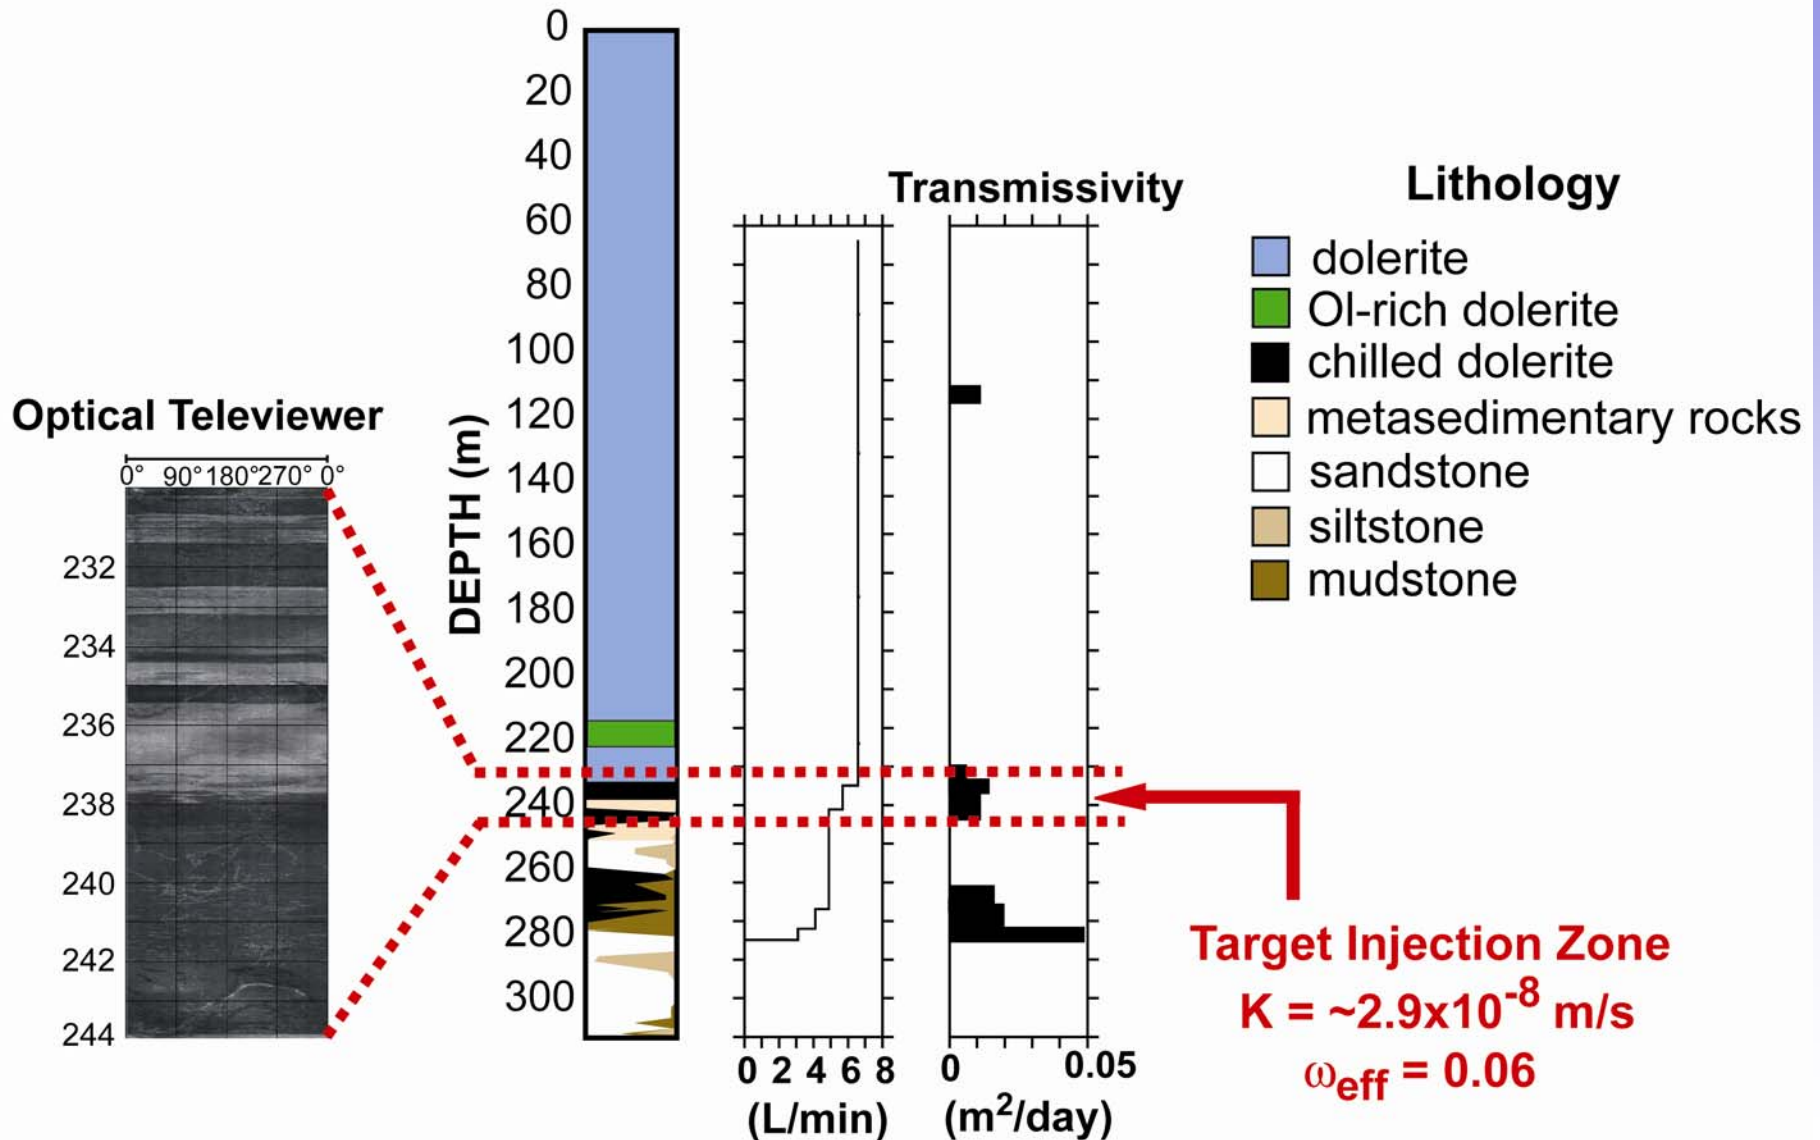 Optical Televiewer
0° 90° 180° 270° 0°
232
234
236
238
240
242
244
DEPTH (m)
0
20
40
60
80
100
120
140
160
180
200
220
240
260
280
300
0 2 4 6 8
(L/min)
Transmissivity
0 0.05
(m²/day)
Lithology
dolerite
Ol-rich dolerite
chilled dolerite
metasedimentary rocks
sandstone
siltstone
mudstone
Target Injection Zone
K = ~2.9x10⁻⁸ m/s
ωeff = 0.06